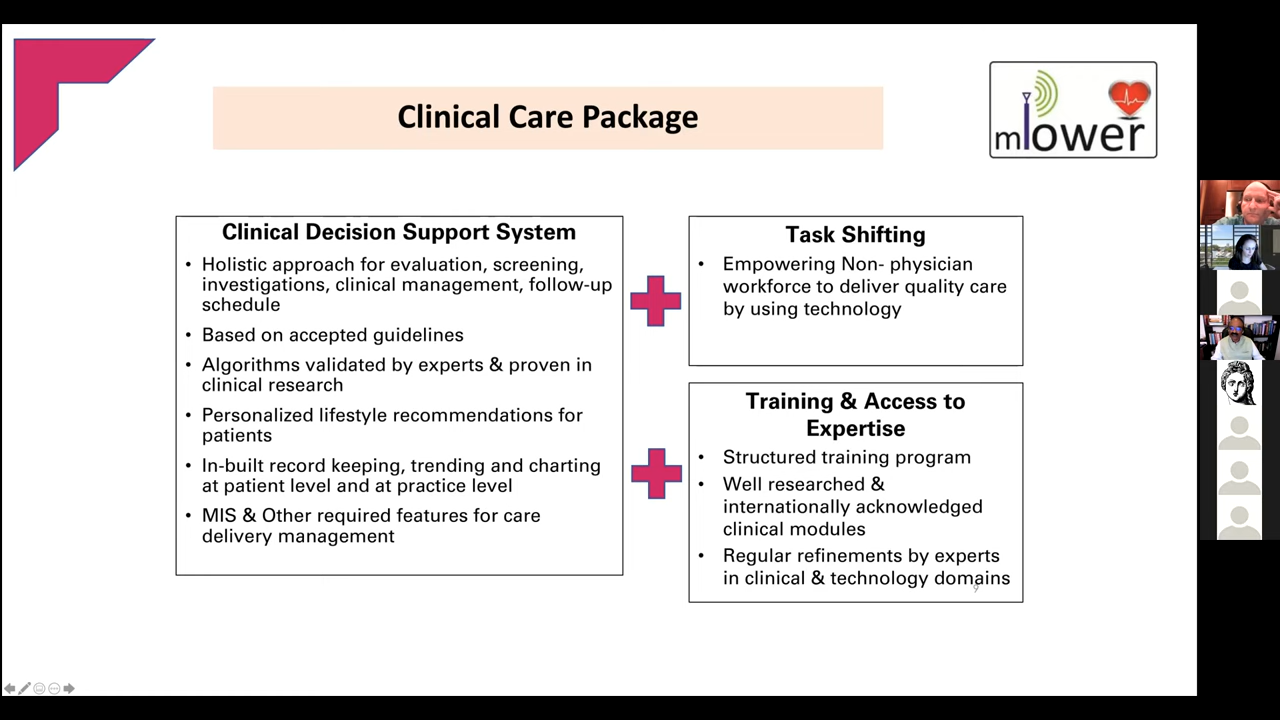 Clinical Care Package
mTower
Clinical Decision Support System
• Holistic approach for evaluation, screening,
investigations, clinical management, follow-up
schedule
• Based on accepted guidelines
• Algorithms validated by experts & proven in
clinical research
• Personalized lifestyle recommendations for
patients
• In-built record keeping, trending and charting
at patient level and at practice level
• MIS & Other required features for care
delivery management
Task Shifting
• Empowering Non- physician
workforce to deliver quality care
by using technology
Training & Access to
Expertise
• Structured training program
• Well researched &
internationally acknowledged
clinical modules
• Regular refinements by experts
in clinical & technology domains
9